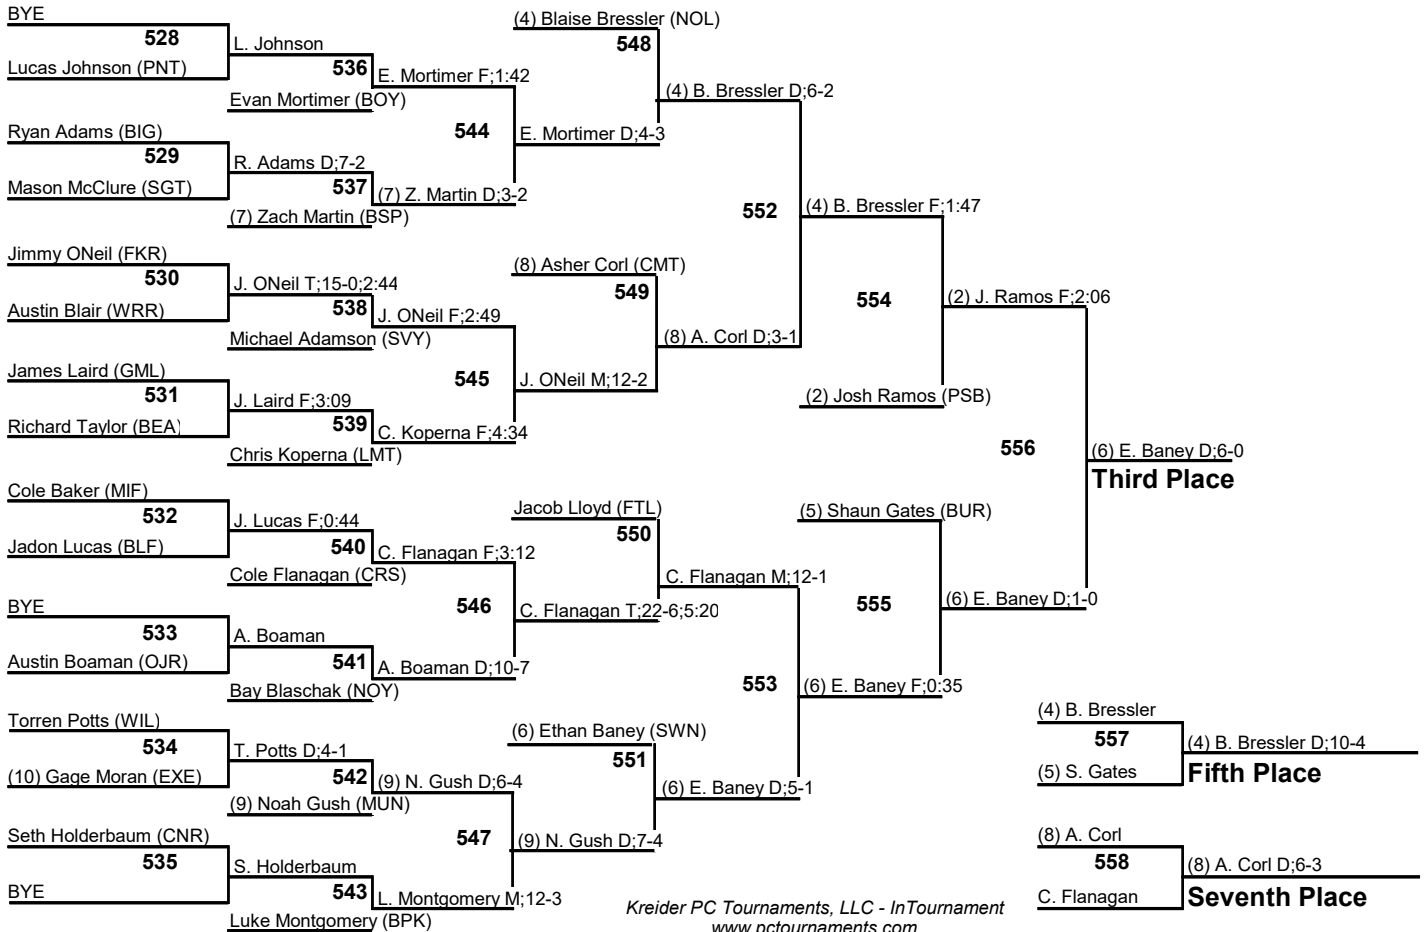 BYE
528
Lucas Johnson (PNT)
L. Johnson
536
Evan Mortimer (BOY)
E. Mortimer F;1:42
Ryan Adams (BIG)
529
Mason McClure (SGT)
R. Adams D;7-2
537
(7) Zach Martin (BSP)
(7) Z. Martin D;3-2
544
E. Mortimer D;4-3
(4) Blaise Bressler (NOL)
548
(4) B. Bressler D;6-2
Jimmy ONeil (FKR)
530
Austin Blair (WRR)
J. ONeil T;15-0;2:44
538
Michael Adamson (SVY)
J. ONeil F;2:49
James Laird (GML)
531
Richard Taylor (BEA)
J. Laird F;3:09
539
Chris Koperna (LMT)
C. Koperna F;4:34
545
J. ONeil M;12-2
(8) Asher Corl (CMT)
549
(8) A. Corl D;3-1
552
(4) B. Bressler F;1:47
554
(2) Josh Ramos (PSB)
(2) J. Ramos F;2:06
Cole Baker (MIF)
532
Jadon Lucas (BLF)
J. Lucas F;0:44
540
Cole Flanagan (CRS)
C. Flanagan F;3:12
BYE
533
Austin Boaman (OJR)
A. Boaman
541
Bay Blaschak (NOY)
A. Boaman D;10-7
546
C. Flanagan T;22-6;5:20
Jacob Lloyd (FTL)
550
C. Flanagan M;12-1
Torren Potts (WIL)
534
(10) Gage Moran (EXE)
T. Potts D;4-1
542
(9) Noah Gush (MUN)
(9) N. Gush D;6-4
Seth Holderbaum (CNR)
535
BYE
S. Holderbaum
543
Luke Montgomery (BPK)
L. Montgomery M;12-3
547
(9) N. Gush D;7-4
(6) Ethan Baney (SWN)
551
(6) E. Baney D;5-1
553
(6) E. Baney F;0:35
(5) Shaun Gates (BUR)
555
(6) E. Baney D;1-0
556
(6) E. Baney D;6-0
Third Place
(4) B. Bressler
557
(5) S. Gates
(4) B. Bressler D;10-4
Fifth Place
(8) A. Corl
558
C. Flanagan
(8) A. Corl D;6-3
Seventh Place
Kreider PC Tournaments, LLC - InTournament
www.pctournaments.com